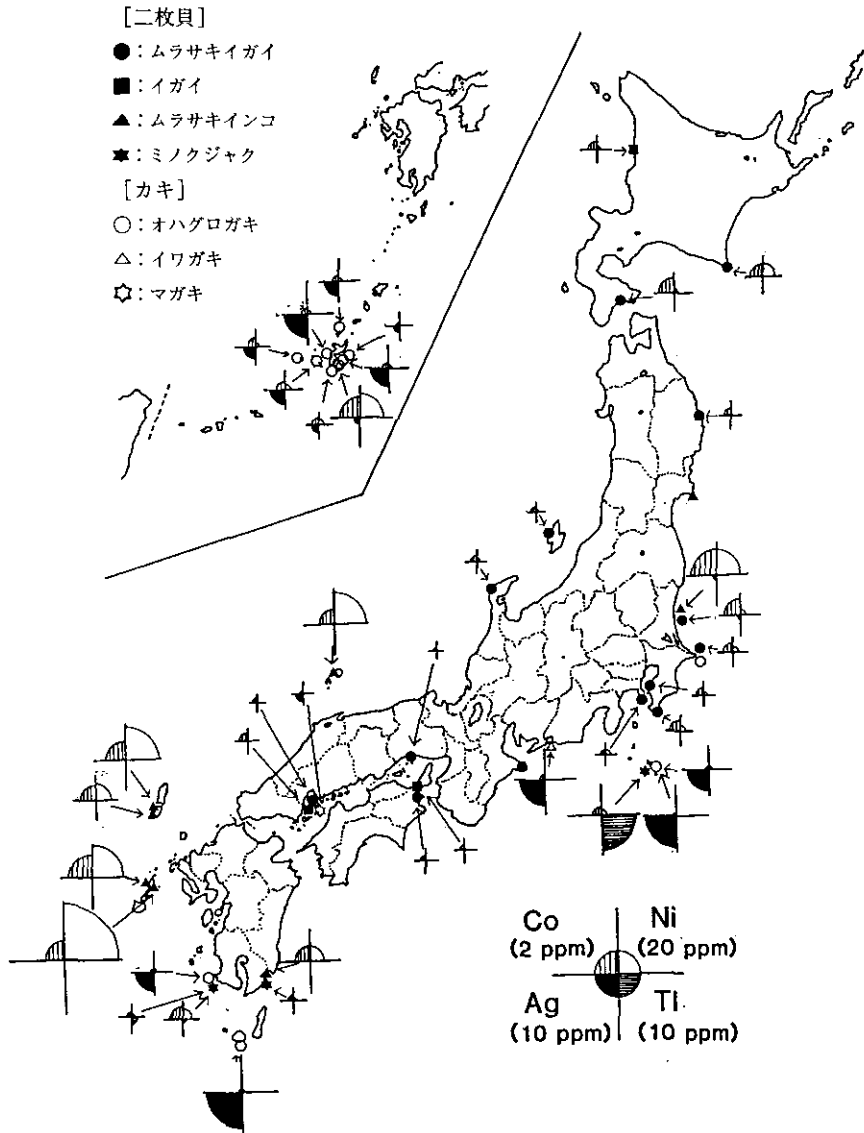 [二枚貝]
●:ムラサキイガイ
■:イガイ
▲:ムラサキインコ
★:ミノクジャク
[カキ]
○:オハグロガキ
△:イワガキ
✡:マガキ
Co
(2 ppm)
Ni
(20 ppm)
Ag
(10 ppm)
Ti
(10 ppm)